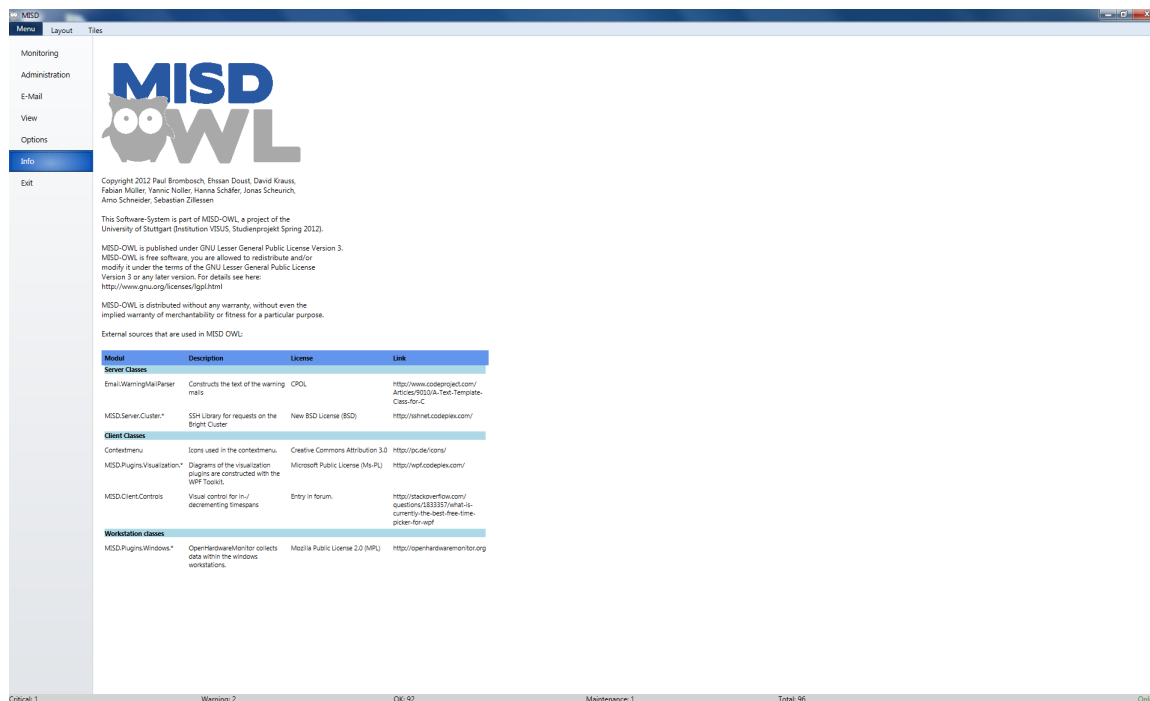 MISD
Menu Layout Tiles
Monitoring
Administration
E-Mail
View
Options
Info
Exit
MISD
OWL
Copyright 2012 Paul Brombosch, Ehssan Doust, David Krauss,
Fabian Müller, Yannic Noller, Hanna Schäfer, Jonas Scheurich,
Arno Schneider, Sebastian Zillessen
This Software-System is part of MISD-OWL, a project of the
University of Stuttgart (Institution VISUS, Studienprojekt Spring 2012).
MISD-OWL is published under GNU Lesser General Public License Version 3.
MISD-OWL is free software, you are allowed to redistribute and/or
modify it under the terms of the GNU Lesser General Public License
Version 3 or any later version. For details see here:
http://www.gnu.org/licenses/lgpl.html
MISD-OWL is distributed without any warranty, without even the
implied warranty of merchantability or fitness for a particular purpose.
External sources that are used in MISD OWL:
Modul Description License Link
Server Classes
Email.WarningMailParser Constructs the text of the warning CPOL http://www.codeproject.com/
mails Articles/9010/A-Text-Template-
Class-for-C
MISD.Server.Cluster.* SSH Library for requests on the New BSD License (BSD) http://sshnet.codeplex.com/
Bright Cluster
Client Classes
Contextmenu Icons used in the contextmenu. Creative Commons Attribution 3.0 http://pc.de/icons/
MISD.Plugins.Visualization.* Diagrams of the visualization Microsoft Public License (Ms-PL) http://wpf.codeplex.com/
plugins are constructed with the
WPF Toolkit.
MISD.Client.Controls Visual control for in-/ Entry in forum. http://stackoverflow.com/
decrementing timespans questions/1833357/what-is-
currently-the-best-free-time-
picker-for-wpf
Workstation classes
MISD.Plugins.Windows.* OpenHardwareMonitor collects Mozilla Public License 2.0 (MPL) http://openhardwaremonitor.org
data within the windows
workstations.
Critical: 1 Warning: 2 OK: 92 Maintenance: 1 Total: 96